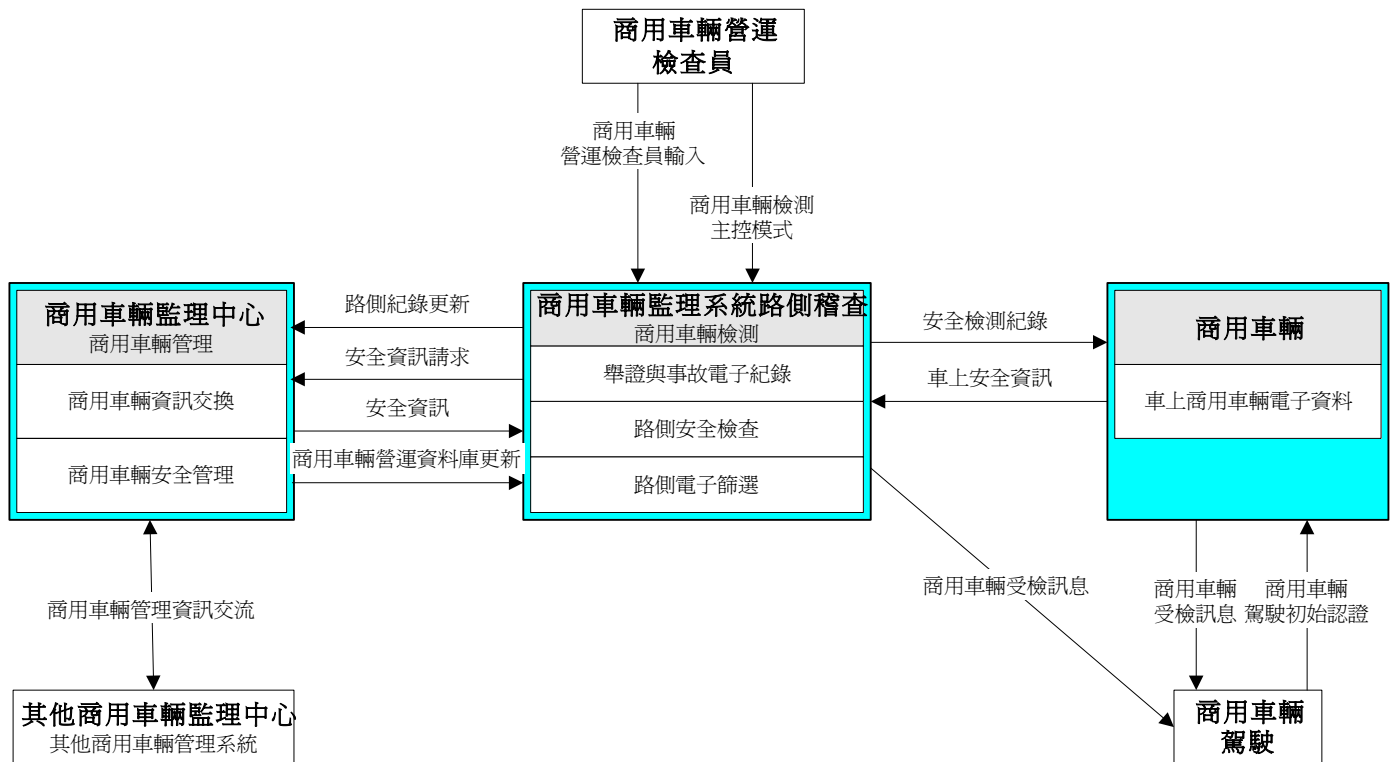 商用車輛營運
檢查員
商用車輛
營運檢查員輸入
商用車輛檢測
主控模式
商用車輛監理中心
商用車輛管理
商用車輛資訊交換
商用車輛安全管理
路側紀錄更新
安全資訊請求
安全資訊
商用車輛營運資料庫更新
商用車輛監理系統路側稽查
商用車輛檢測
舉證與事故電子紀錄
路側安全檢查
路側電子篩選
安全檢測紀錄
車上安全資訊
商用車輛
車上商用車輛電子資料
商用車輛管理資訊交流
商用車輛受檢訊息
商用車輛
受檢訊息
商用車輛
駕駛初始認證
其他商用車輛監理中心
其他商用車輛管理系統
商用車輛
駕駛